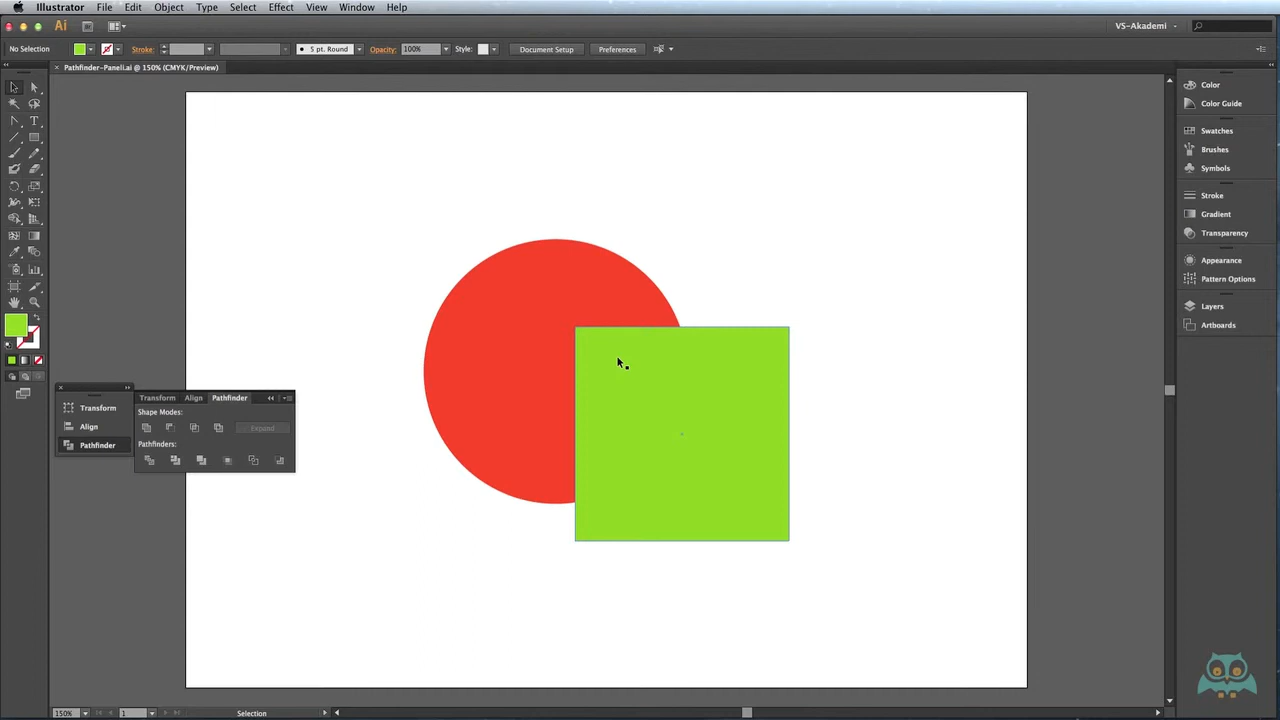 Illustrator File Edit Object Type Select Effect View Window Help
Ai VS-Akademi
No Selection Stroke: 5 pt. Round Opacity: 100% Style: Document Setup Preferences
Pathfinder-Paneli.ai @ 150% (CMYK/Preview)
Color
Color Guide
Swatches
Brushes
Symbols
Stroke
Gradient
Transparency
Appearance
Pattern Options
Layers
Artboards
Transform
Align
Pathfinder
Transform Align Pathfinder
Shape Modes:
Expand
Pathfinders:
150% 1 Selection